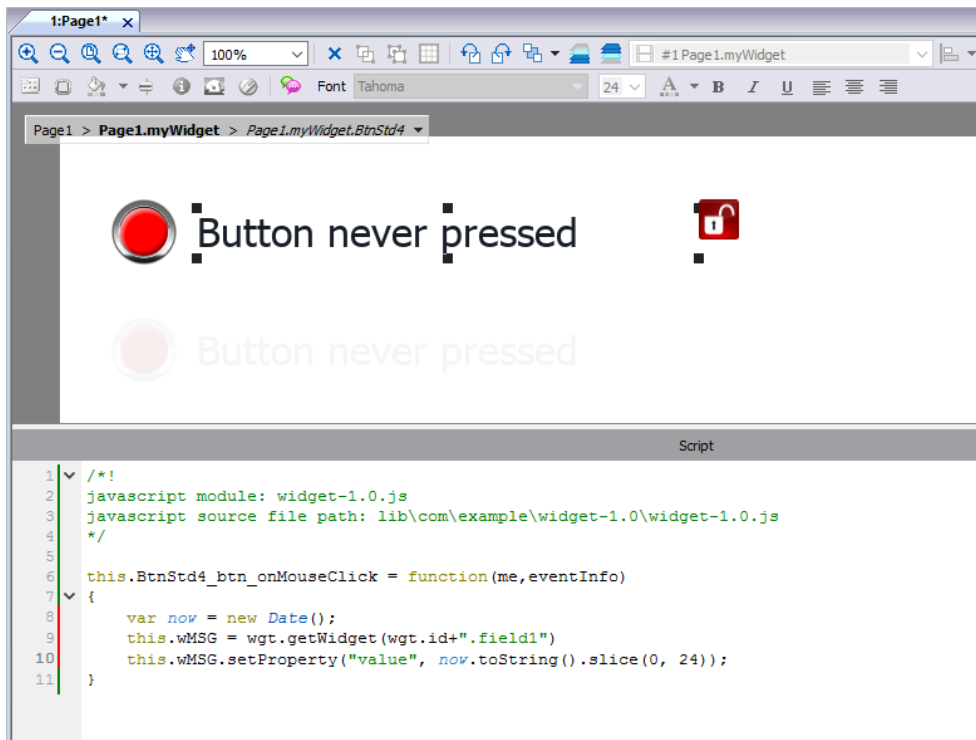 1:Page1* x
100% #1 Page1.myWidget
Font Tahoma 24 A B I U
Page1 > Page1.myWidget > Page1.myWidget.BtnStd4
Button never pressed
Button never pressed
Script
1 /*!
2 javascript module: widget-1.0.js
3 javascript source file path: lib\com\example\widget-1.0\widget-1.0.js
4 */
5
6 this.BtnStd4_btn_onMouseClick = function(me,eventInfo)
7 {
8 var now = new Date();
9 this.wMSG = wgt.getWidget(wgt.id+".field1")
10 this.wMSG.setProperty("value", now.toString().slice(0, 24));
11 }